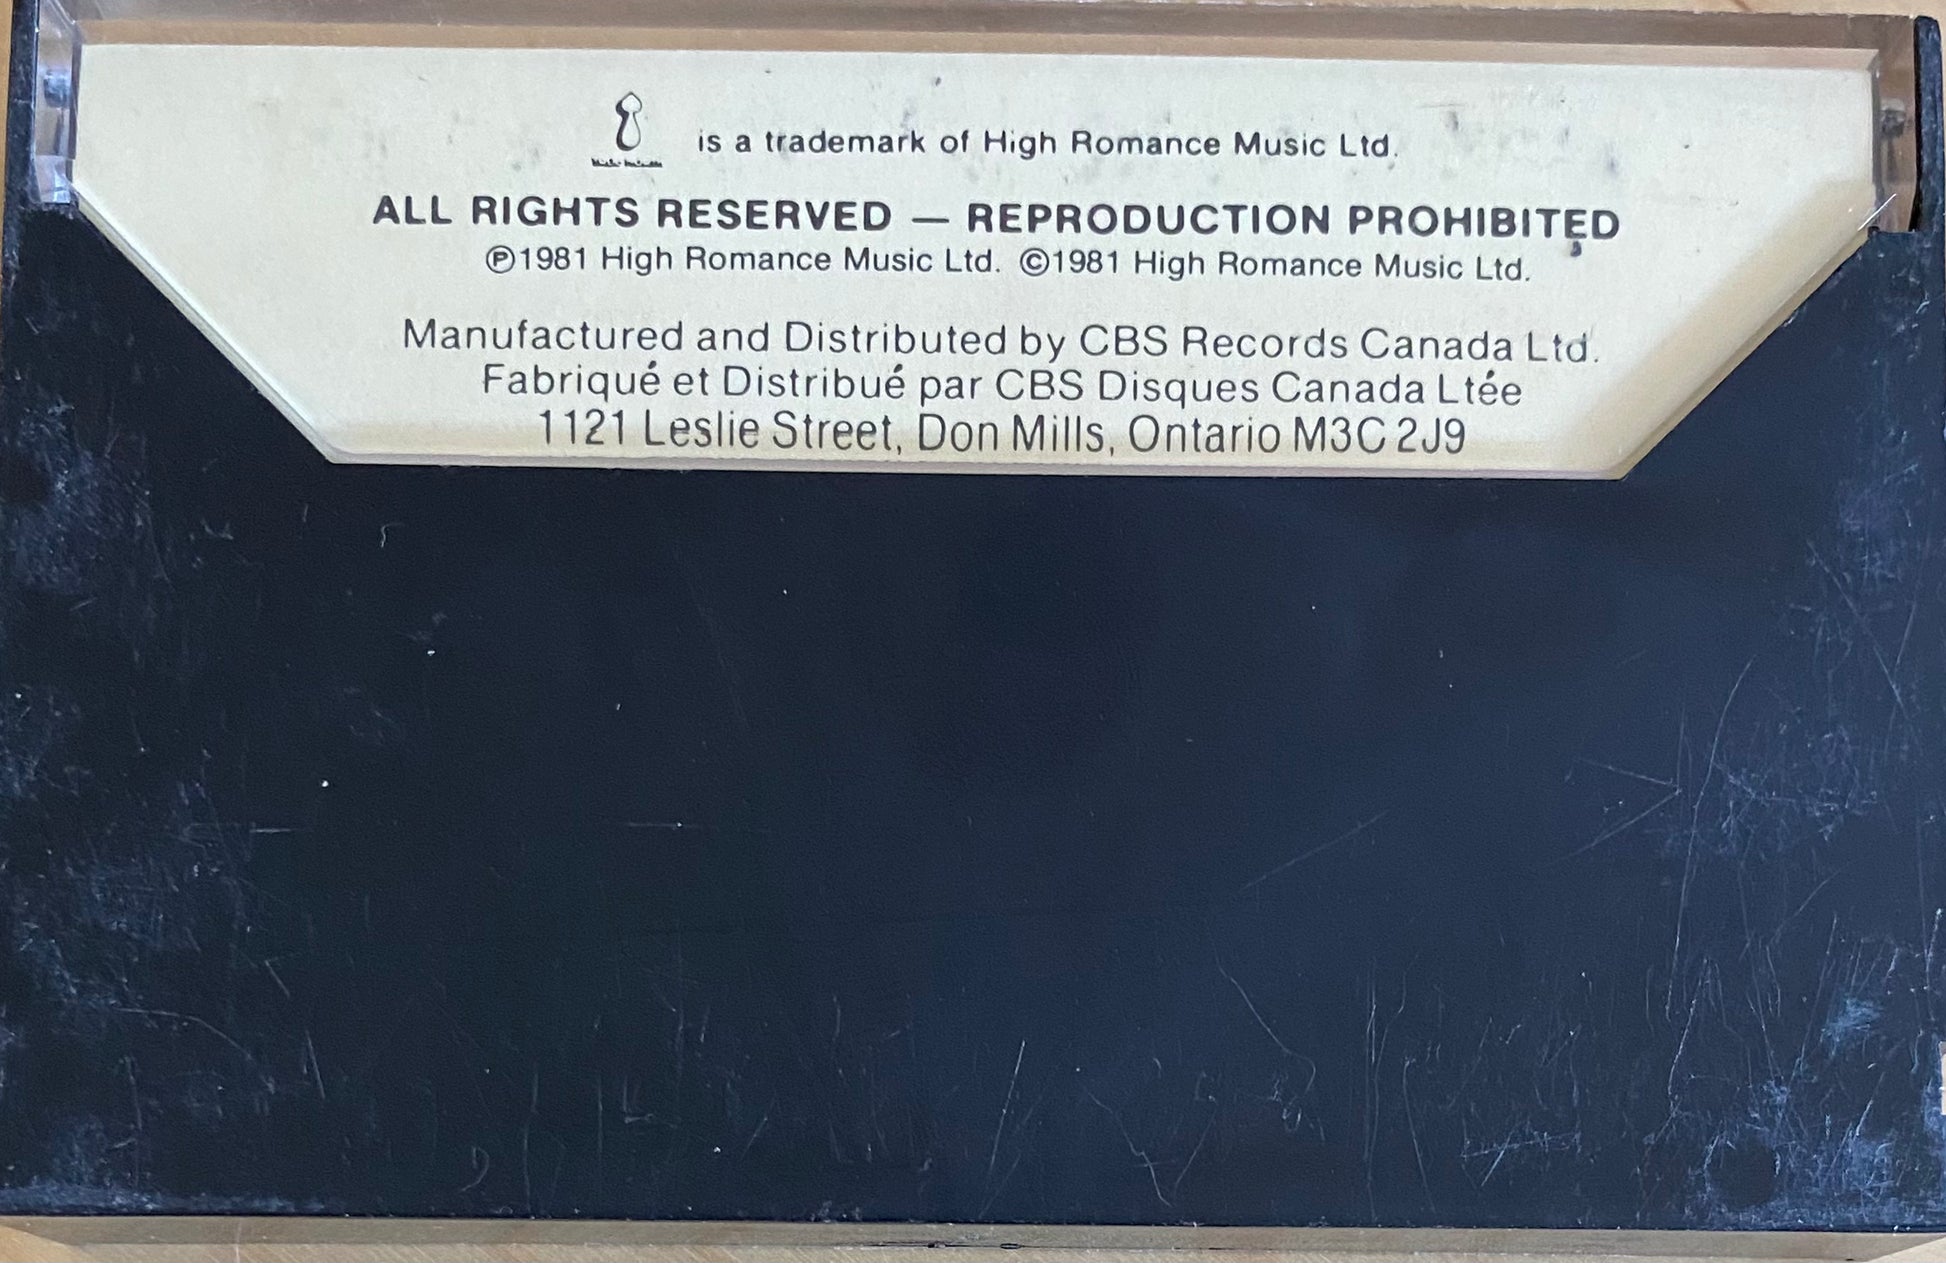 is a trademark of High Romance Music Ltd.
ALL RIGHTS RESERVED — REPRODUCTION PROHIBITED
℗1981 High Romance Music Ltd. ©1981 High Romance Music Ltd.
Manufactured and Distributed by CBS Records Canada Ltd.
Fabriqué et Distribué par CBS Disques Canada Ltée
1121 Leslie Street, Don Mills, Ontario M3C 2J9